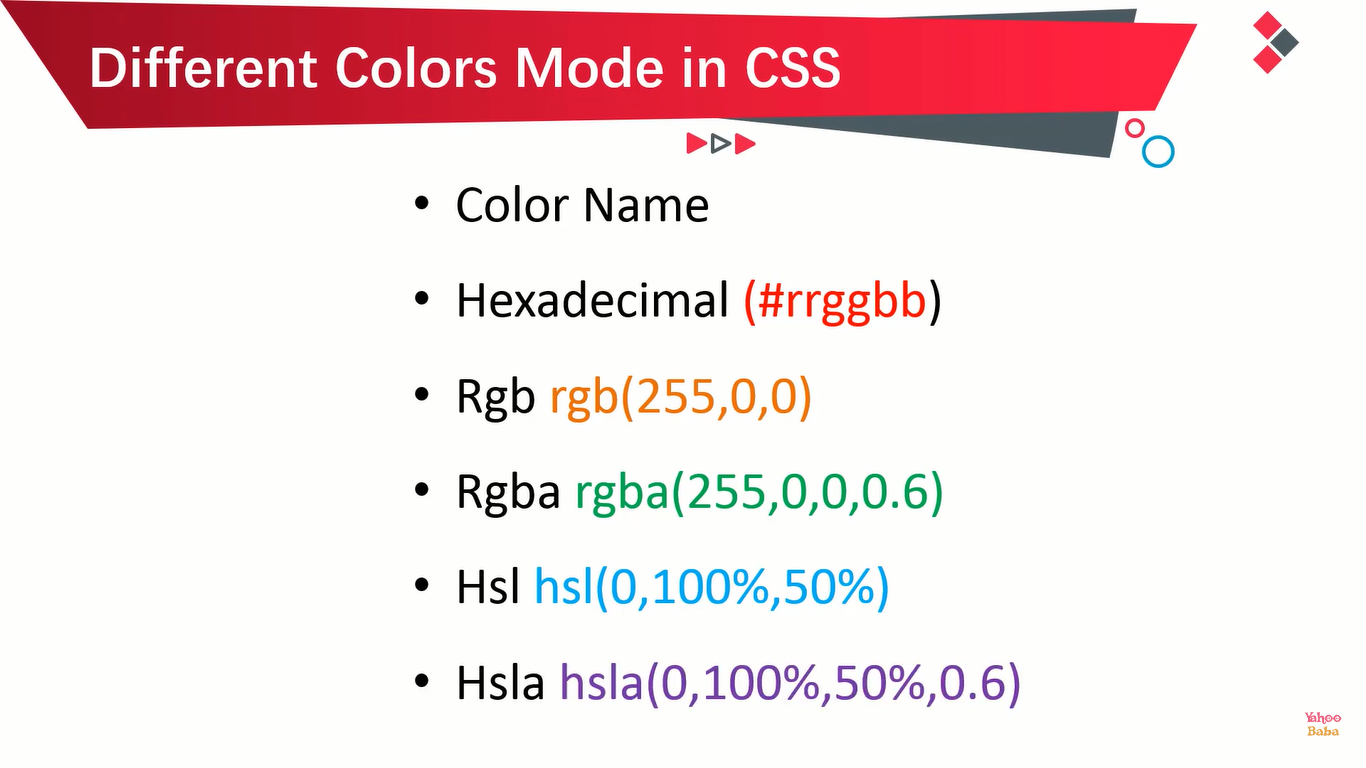 Different Colors Mode in CSS
• Color Name
• Hexadecimal (#rrggbb)
• Rgb rgb(255,0,0)
• Rgba rgba(255,0,0,0.6)
• Hsl hsl(0,100%,50%)
• Hsla hsla(0,100%,50%,0.6)
Yahoo
Baba